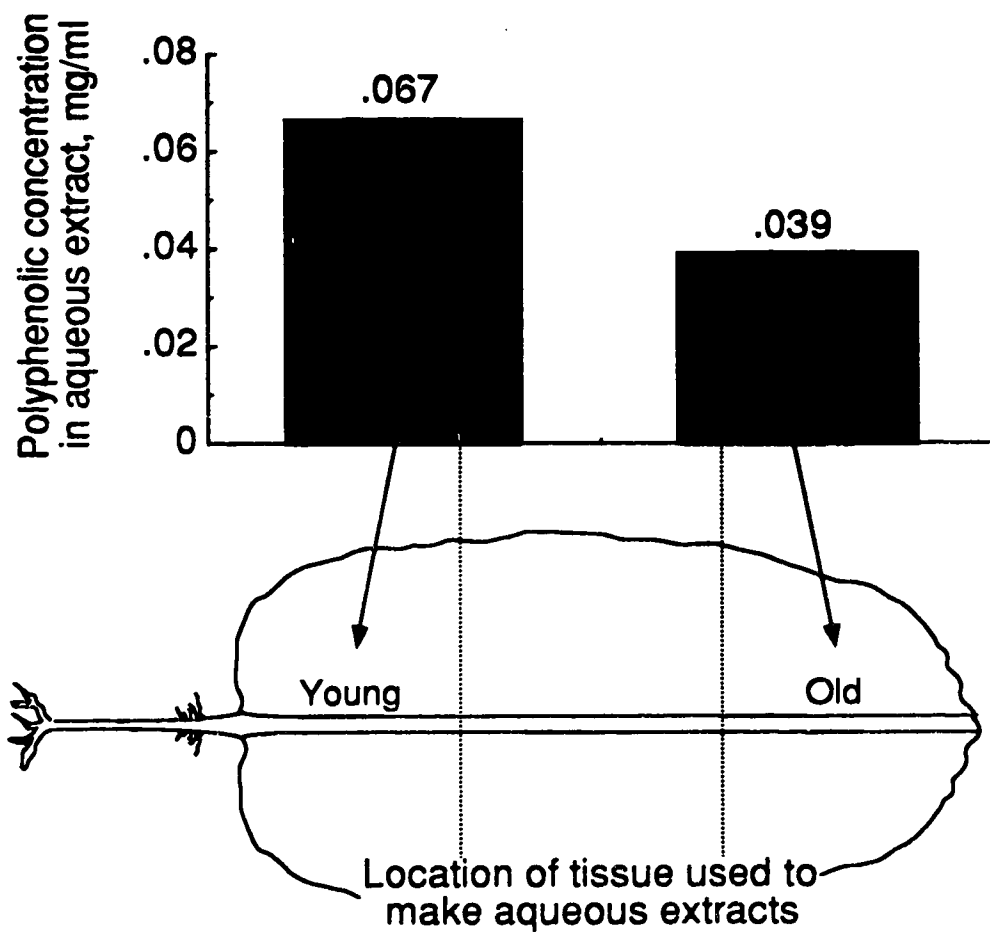 Polyphenolic concentration
in aqueous extract, mg/ml
.08
.06
.04
.02
0
.067
.039
Young
Old
Location of tissue used to
make aqueous extracts